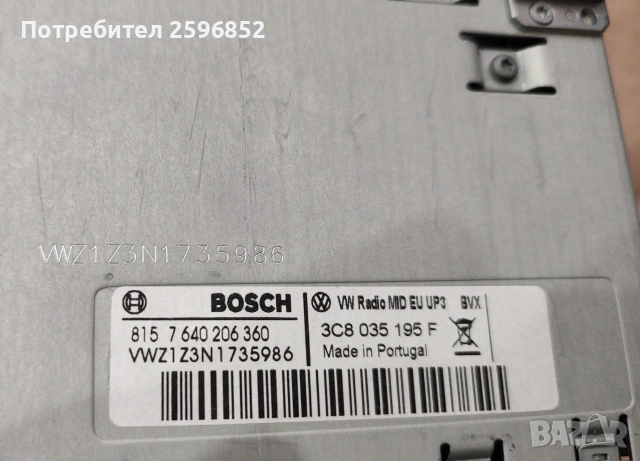 Потребител 2596852
VWZ1Z3N1735986
BOSCH
VW Radio MID EU UP3 BVX
815 7 640 206 360
3C8 035 195 F
VWZ1Z3N1735986
Made in Portugal
BAZAR